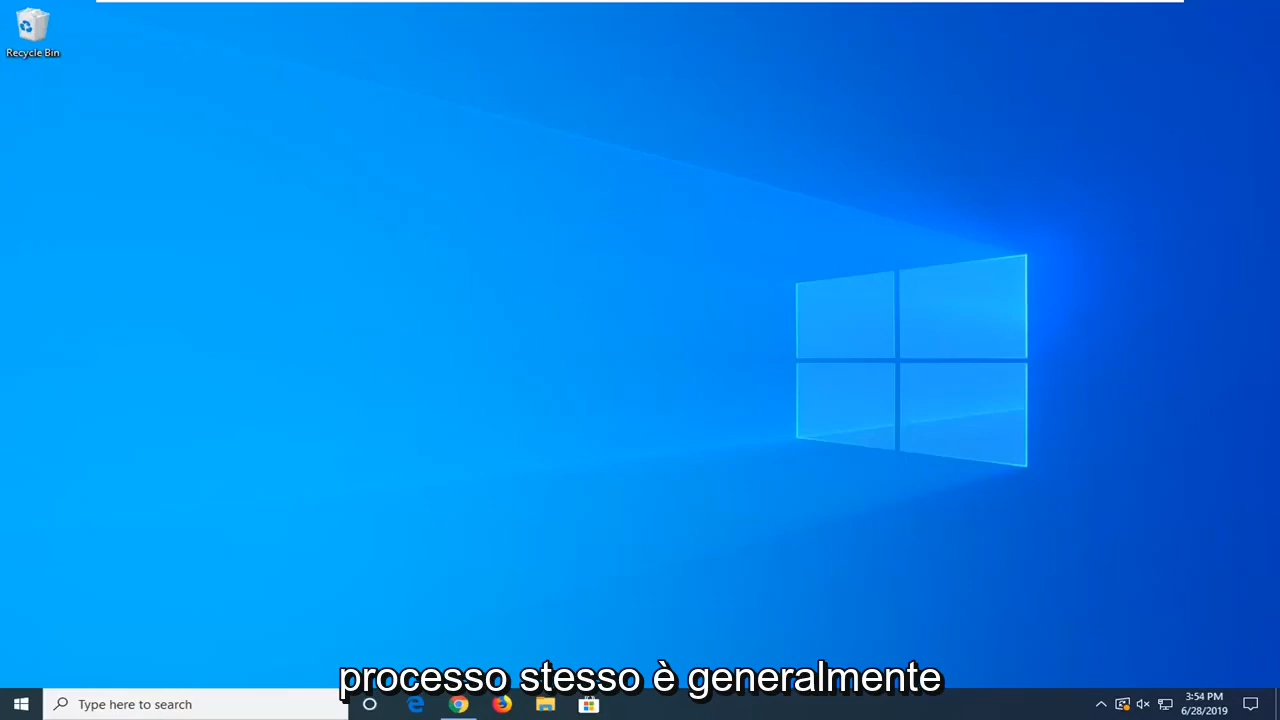 Recycle Bin
processo stesso è generalmente
Type here to search
3:54 PM
6/28/2019